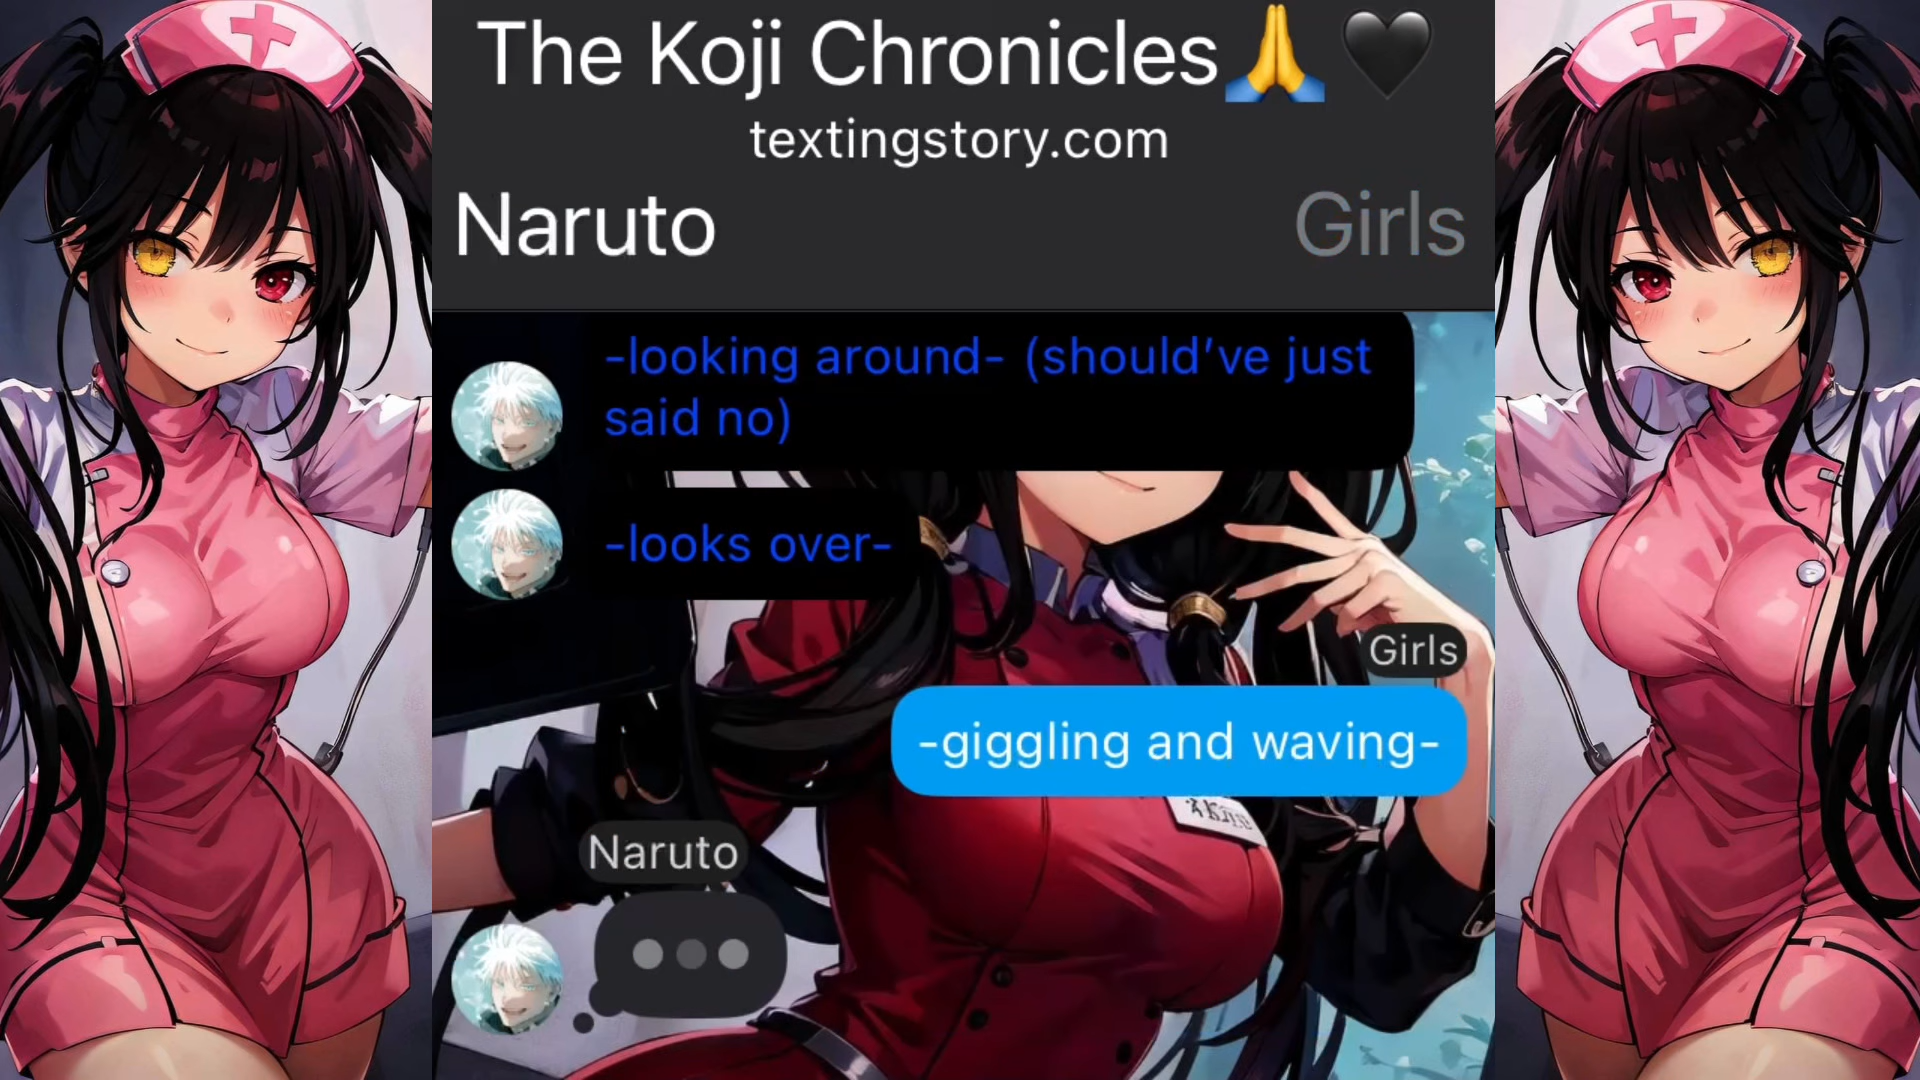 The Koji Chronicles🙏🖤
textingstory.com
Naruto
Girls
-looking around- (should’ve just
said no)
-looks over-
Girls
-giggling and waving-
Naruto